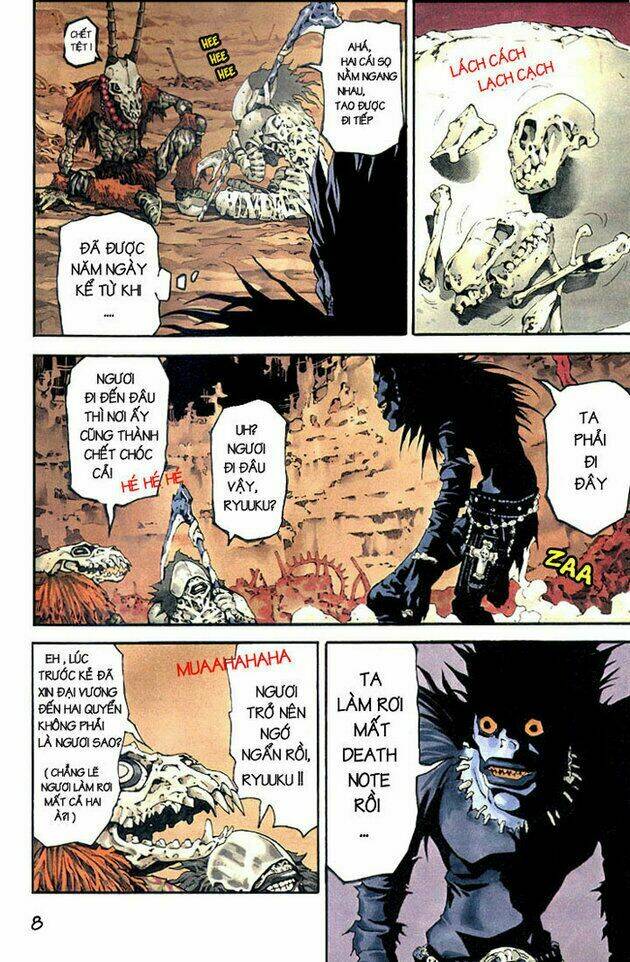 LÁCH CÁCH
LẠCH CẠCH
AHÁ,
HAI CÁI SỌ
NẰM NGANG
NHAU,
TAO ĐƯỢC
ĐI TIẾP
HEE
HEE
HEE
CHẾT
TIỆT !
ĐÃ ĐƯỢC
NĂM NGÀY
KỂ TỪ KHI
....
TA
PHẢI
ĐI
ĐÂY
ZAA
UH?
NGƯƠI
ĐI ĐÂU
VẬY,
RYUUKU?
NGƯƠI
ĐI ĐẾN ĐÂU
THÌ NƠI ẤY
CŨNG THÀNH
CHẾT CHÓC
CẢI
HÉ HÉ HÉ
TA
LÀM RƠI
MẤT
DEATH
NOTE
RỒI
...
MUAAHAHAHA
NGƯƠI
TRỞ NÊN
NGỚ
NGẨN RỒI,
RYUUKU !!
EH , LÚC
TRƯỚC KẺ ĐÃ
XIN ĐẠI VƯƠNG
ĐẾN HAI QUYỂN
KHÔNG PHẢI
LÀ NGƯƠI SAO?
( CHẲNG LẼ
NGƯƠI LÀM RƠI
MẤT CẢ HAI
À?! )
8